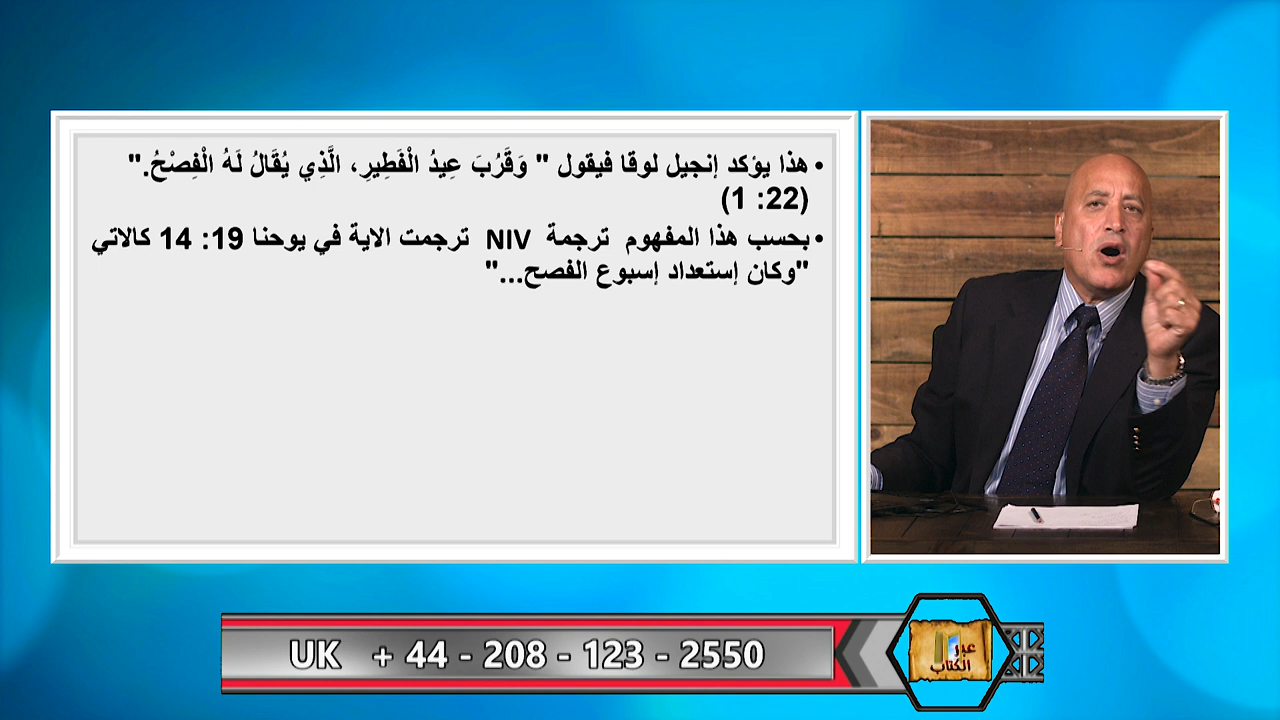 • هذا يؤكد إنجيل لوقا فيقول " وَقَرُبَ عِيدُ الْفَطِيرِ، الَّذِي يُقَالُ لَهُ الْفِصْحُ."
(22: 1)
• بحسب هذا المفهوم ترجمة NIV ترجمت الاية في يوحنا 19: 14 كالاتي
"وكان إستعداد إسبوع الفصح..."
UK + 44 - 208 - 123 - 2550
عبر
الكتاب